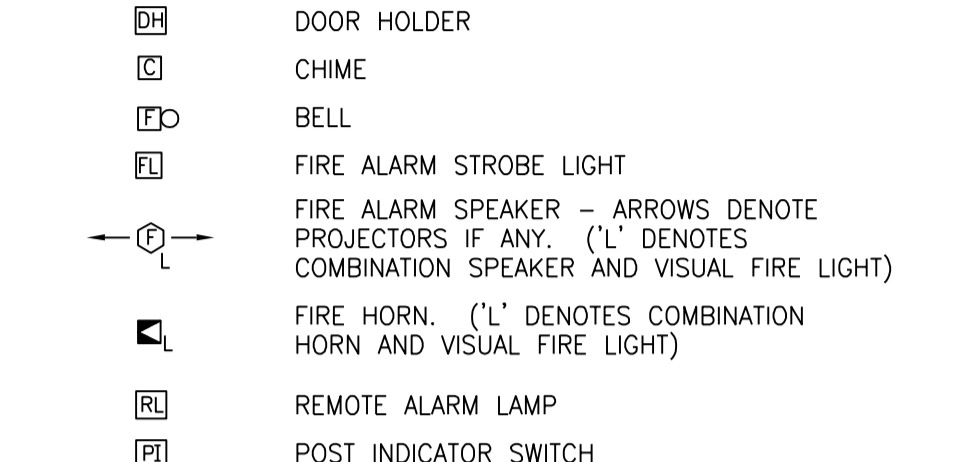 DH DOOR HOLDER
C CHIME
F BELL
FL FIRE ALARM STROBE LIGHT
FIRE ALARM SPEAKER – ARROWS DENOTE
F PROJECTORS IF ANY. ('L' DENOTES
L COMBINATION SPEAKER AND VISUAL FIRE LIGHT)
FIRE HORN. ('L' DENOTES COMBINATION
L HORN AND VISUAL FIRE LIGHT)
RL REMOTE ALARM LAMP
PI POST INDICATOR SWITCH